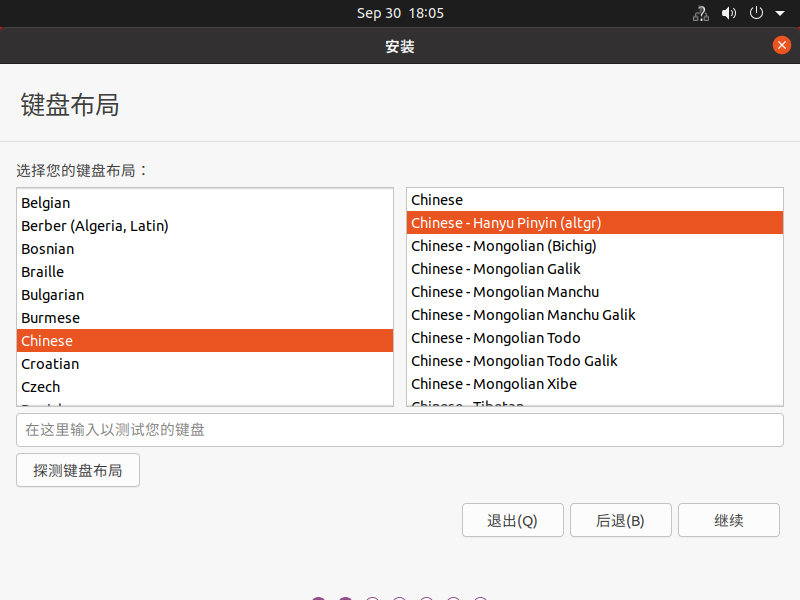 Sep 30 18:05
安装
键盘布局
选择您的键盘布局：
Belgian
Berber (Algeria, Latin)
Bosnian
Braille
Bulgarian
Burmese
Chinese
Croatian
Czech
Chinese
Chinese - Hanyu Pinyin (altgr)
Chinese - Mongolian (Bichig)
Chinese - Mongolian Galik
Chinese - Mongolian Manchu
Chinese - Mongolian Manchu Galik
Chinese - Mongolian Todo
Chinese - Mongolian Todo Galik
Chinese - Mongolian Xibe
Chinese - Tibetan
在这里输入以测试您的键盘
探测键盘布局
退出(Q)
后退(B)
继续